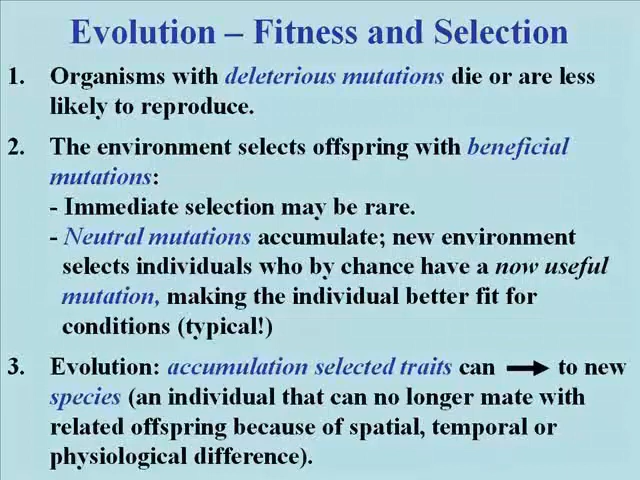 Evolution – Fitness and Selection
1. Organisms with deleterious mutations die or are less
likely to reproduce.
2. The environment selects offspring with beneficial
mutations:
- Immediate selection may be rare.
- Neutral mutations accumulate; new environment
selects individuals who by chance have a now useful
mutation, making the individual better fit for
conditions (typical!)
3. Evolution: accumulation selected traits can → to new
species (an individual that can no longer mate with
related offspring because of spatial, temporal or
physiological difference).